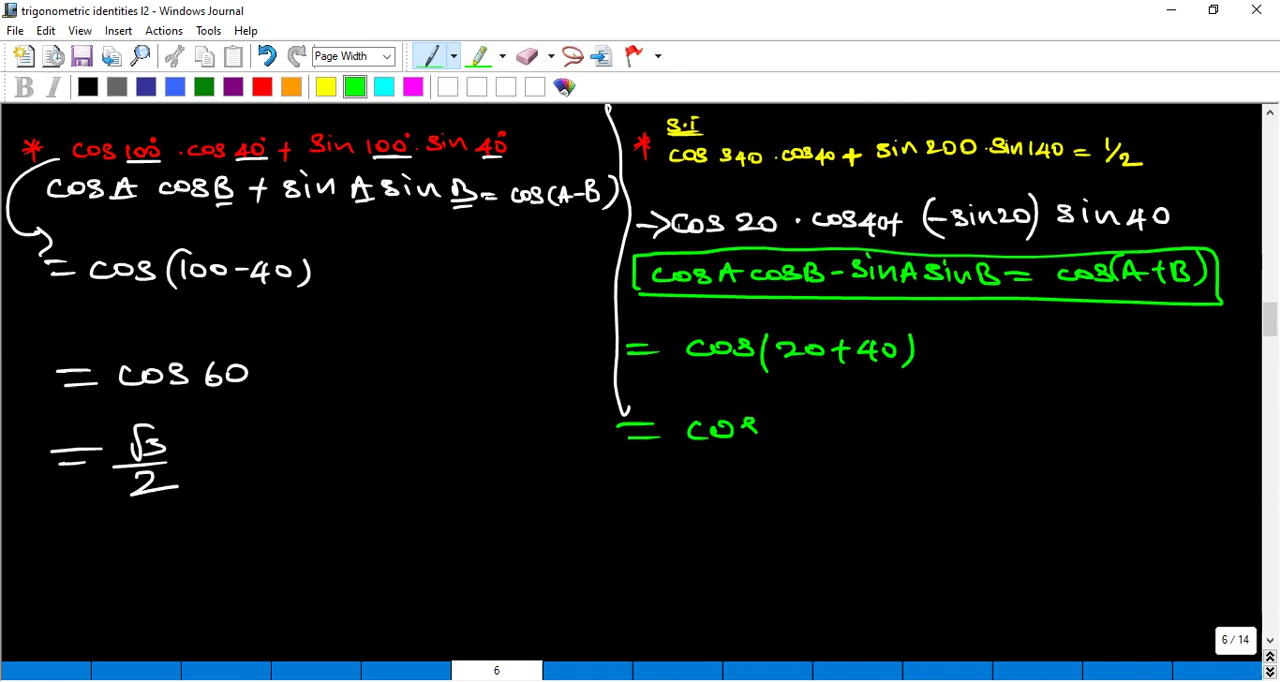 trigonometric identities l2 - Windows Journal
File Edit View Insert Actions Tools Help
Page Width
B I
* cos 100° . cos 40° + sin 100° . sin 40°
cos A cos B + sin A sin B = cos(A-B)
= cos(100-40)
= cos 60
= √3/2
S.T
* cos 340 . cos 40 + sin 200 . sin 140 = 1/2
→ cos 20 . cos 40 + (-sin 20) sin 40
cos A cos B - sin A sin B = cos(A+B)
= cos(20+40)
= cos
6 / 14
6